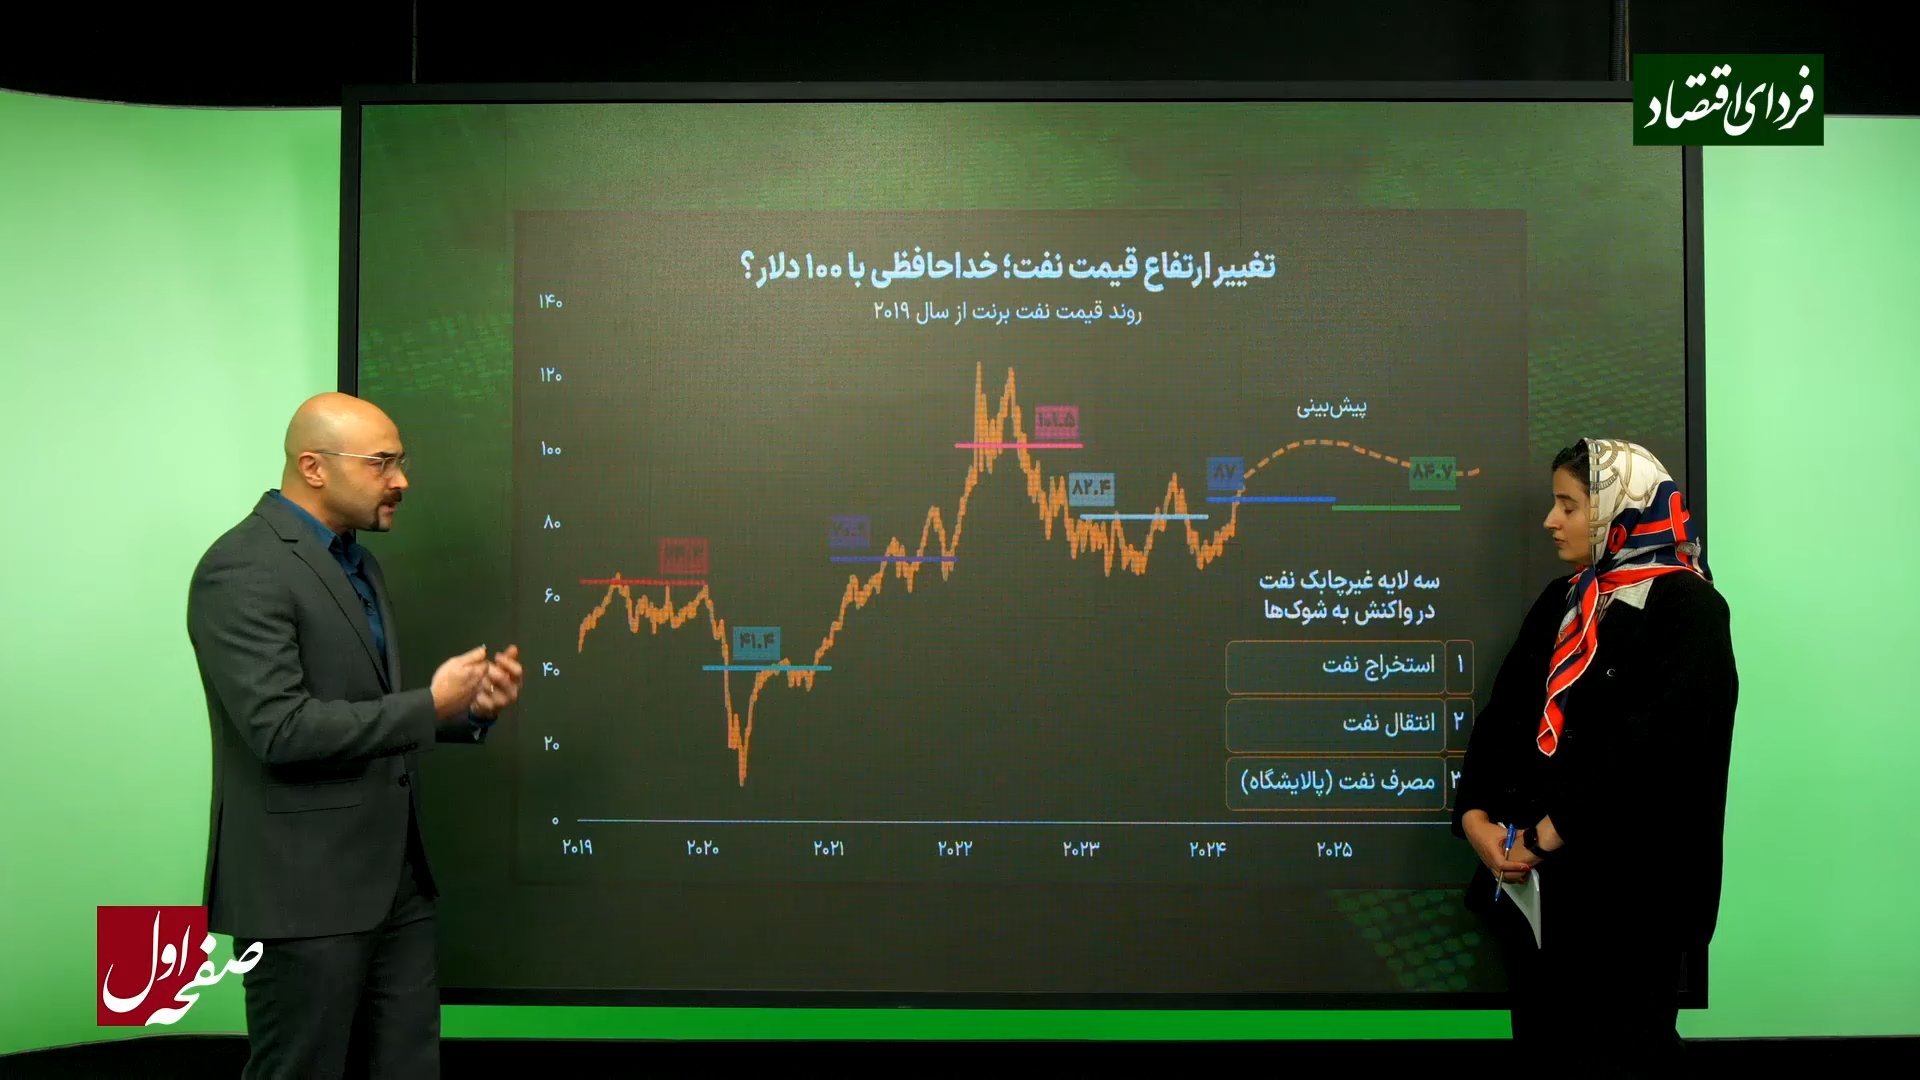 فردای اقتصاد
تغییر ارتفاع قیمت نفت؛ خداحافظی با ۱۰۰ دلار؟
روند قیمت نفت برنت از سال ۲۰۱۹
۱۴۰
۱۲۰
۱۰۰
۸۰
۶۰
۴۰
۲۰
۰
۴۱.۴
۱۰۱.۵
۸۲.۴
۸۷
۸۴.۷
پیش‌بینی
سه لایه غیرچابک نفت
در واکنش به شوک‌ها
۱ استخراج نفت
۲ انتقال نفت
۳ مصرف نفت (پالایشگاه)
۲۰۱۹ ۲۰۲۰ ۲۰۲۱ ۲۰۲۲ ۲۰۲۳ ۲۰۲۴ ۲۰۲۵
صفحه اول